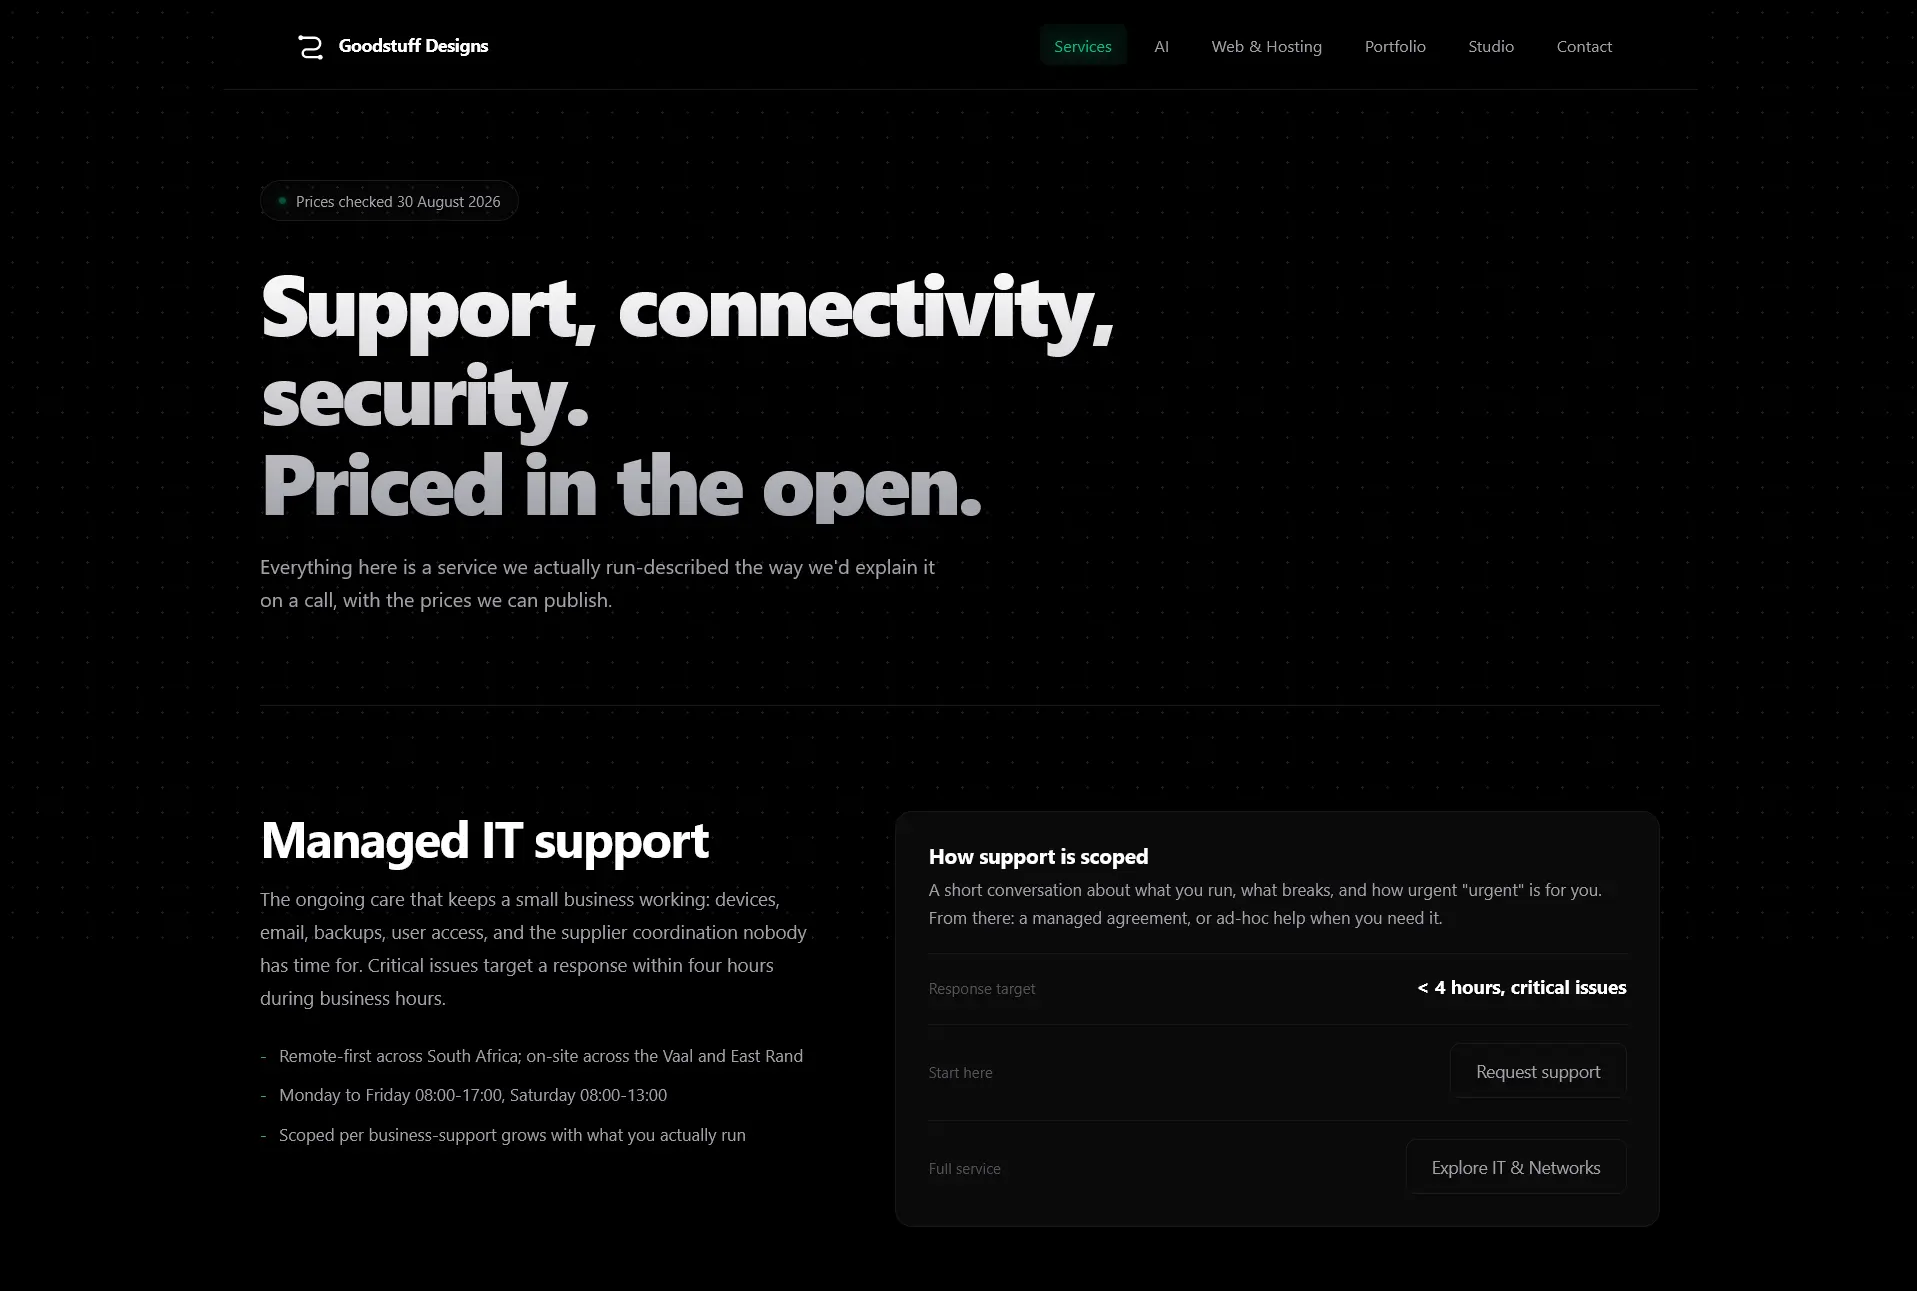 Goodstuff Designs
Services
AI
Web & Hosting
Portfolio
Studio
Contact
Prices checked 30 August 2026
Support, connectivity,
security.
Priced in the open.
Everything here is a service we actually run-described the way we'd explain it
on a call, with the prices we can publish.
Managed IT support
The ongoing care that keeps a small business working: devices,
email, backups, user access, and the supplier coordination nobody
has time for. Critical issues target a response within four hours
during business hours.
- Remote-first across South Africa; on-site across the Vaal and East Rand
- Monday to Friday 08:00-17:00, Saturday 08:00-13:00
- Scoped per business-support grows with what you actually run
How support is scoped
A short conversation about what you run, what breaks, and how urgent "urgent" is for you.
From there: a managed agreement, or ad-hoc help when you need it.
Response target
< 4 hours, critical issues
Start here
Request support
Full service
Explore IT & Networks